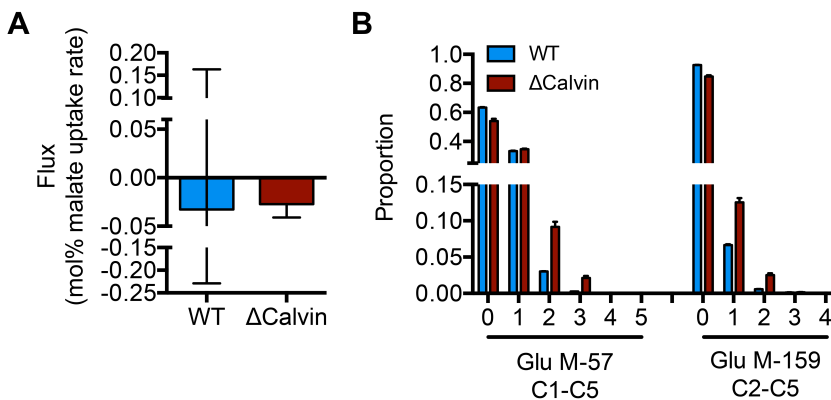 A
Flux
(mol% malate uptake rate)
0.20
0.15
0.10
0.05
0.00
-0.05
-0.15
-0.20
-0.25
WT
ΔCalvin
B
WT
ΔCalvin
Proportion
1.0
0.8
0.6
0.4
0.15
0.10
0.05
0.00
0 1 2 3 4 5 0 1 2 3 4
Glu M-57
C1-C5
Glu M-159
C2-C5